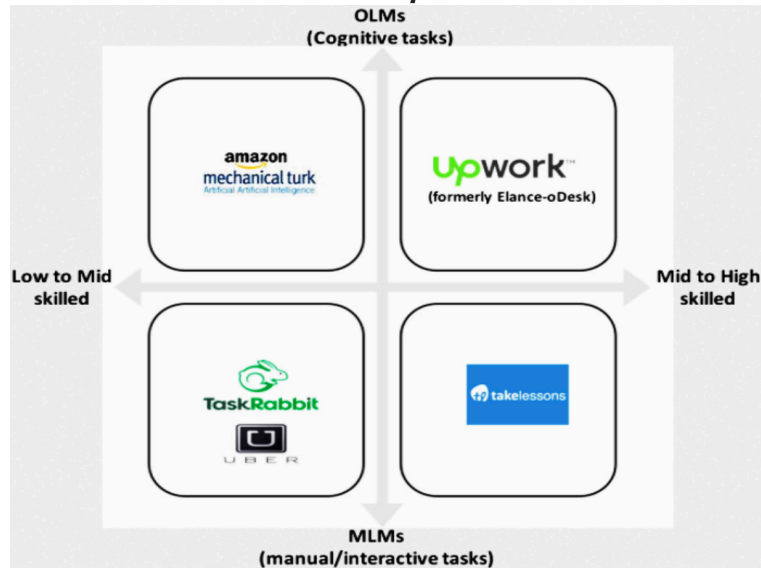 OLMs
(Cognitive tasks)
amazon
mechanical turk
Artificial Artificial Intelligence
upwork™
(formerly Elance-oDesk)
Low to Mid
skilled
Mid to High
skilled
TaskRabbit
UBER
takelessons
MLMs
(manual/interactive tasks)